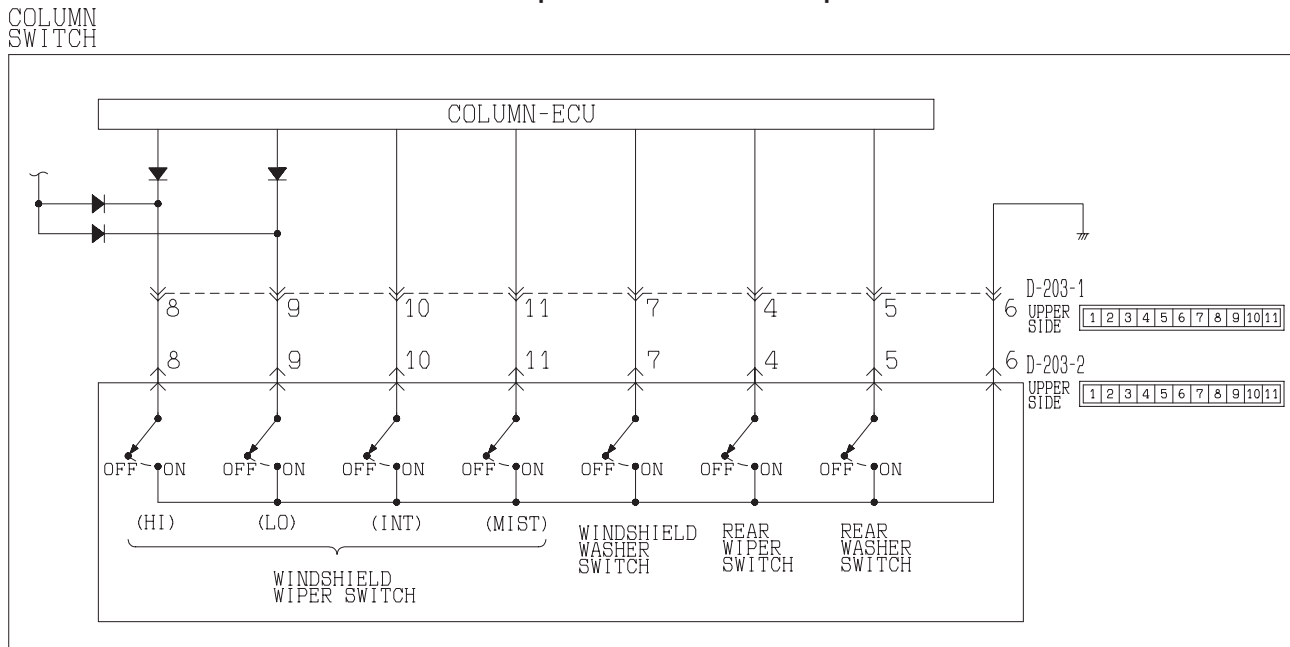 COLUMN
SWITCH
COLUMN-ECU
8 9 10 11 7 4 5 6
D-203-1
UPPER
SIDE
1 2 3 4 5 6 7 8 9 10 11
8 9 10 11 7 4 5 6
D-203-2
UPPER
SIDE
1 2 3 4 5 6 7 8 9 10 11
OFF ON OFF ON OFF ON OFF ON OFF ON OFF ON OFF ON
(HI) (LO) (INT) (MIST)
WINDSHIELD
WASHER
SWITCH
REAR
WIPER
SWITCH
REAR
WASHER
SWITCH
WINDSHIELD
WIPER SWITCH